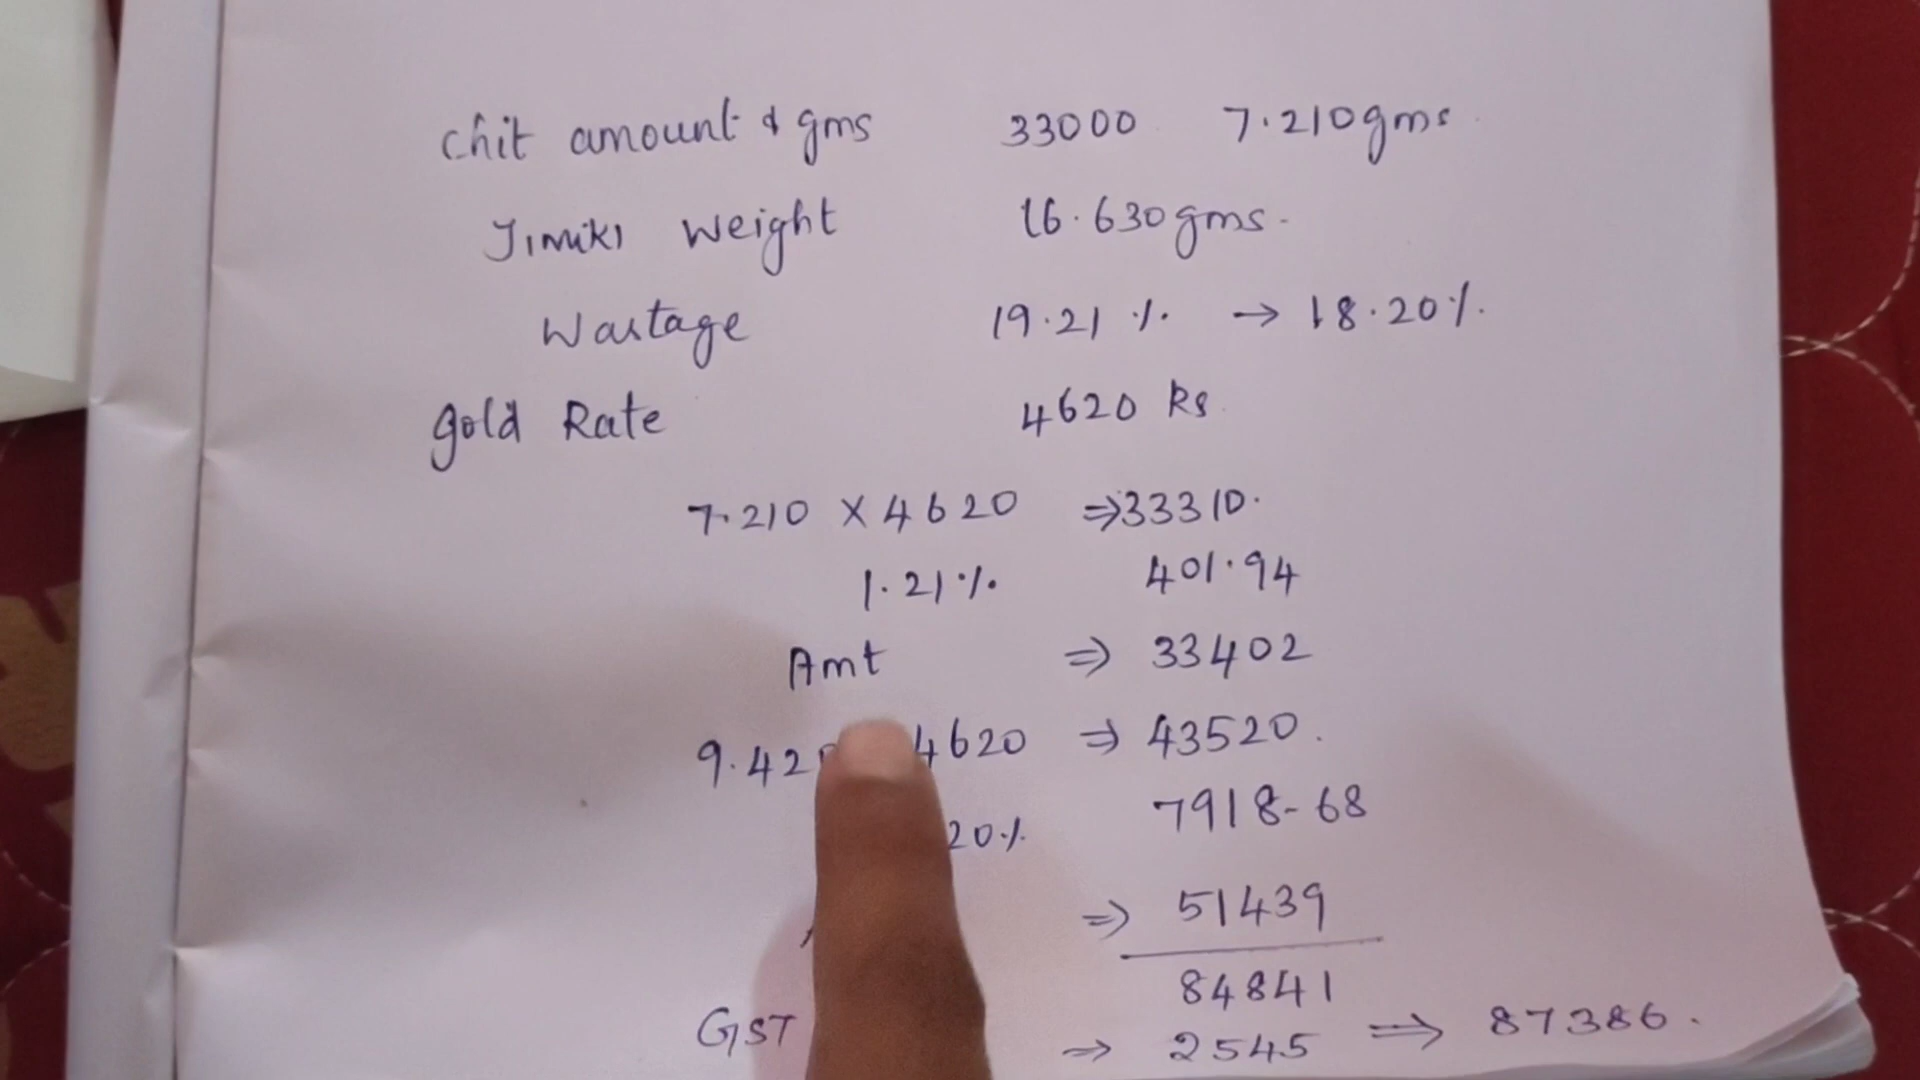 chit amount & gms 33000 7.210gms
Jimiki Weight 16.630gms.
Wastage 19.21 % → 18.20%.
gold Rate 4620 Rs
7.210 X 4620 ⇒33310.
1.21% 401.94
Amt ⇒ 33402
9.42 4620 ⇒ 43520.
20% 7918-68
⇒ 51439
84841
GST ⇒ 2545 ⇒ 87386.